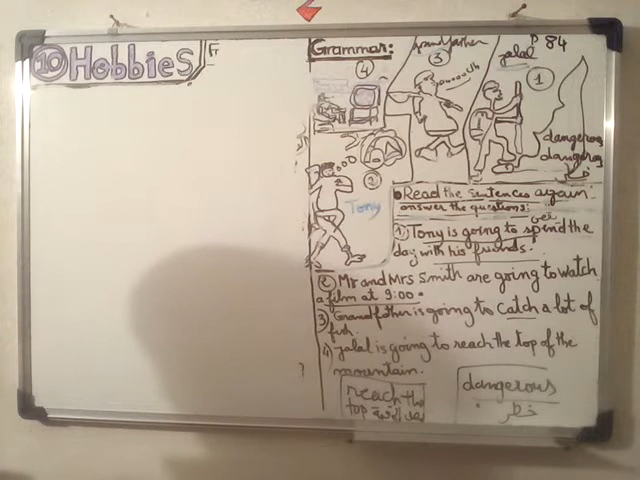 10 Hobbies
Grammar:
P 84
4
grandfather
3
Jalal
1
dangerous
dangerous
2
Tony
Read the sentences again.
answer the questions:
1) Tony is going to spend the
day with his friends.
2 Mr and Mrs Smith are going to watch
a film at 9:00.
3) Grandfather is going to catch a lot of
fish.
4) Jalal is going to reach the top of the
mountain.
reach the
top
dangerous
خطر